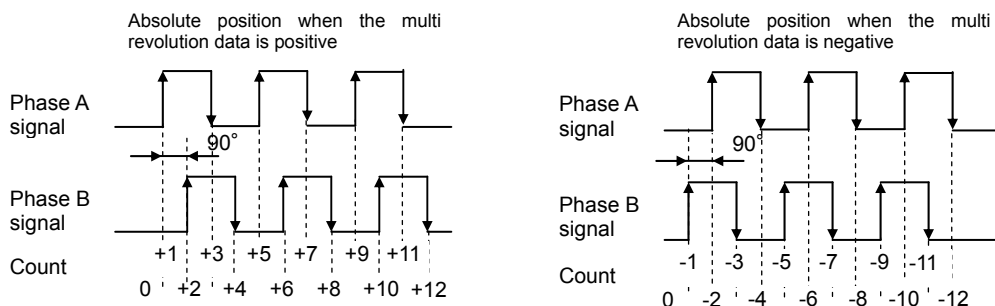 Absolute position when the multi
revolution data is positive
Phase A
signal
90°
Phase B
signal
+1 +3 +5 +7 +9 +11
Count
0 +2 +4 +6 +8 +10 +12
Absolute position when the multi
revolution data is negative
Phase A
signal
90°
Phase B
signal
-1 -3 -5 -7 -9 -11
Count
0 -2 -4 -6 -8 -10 -12